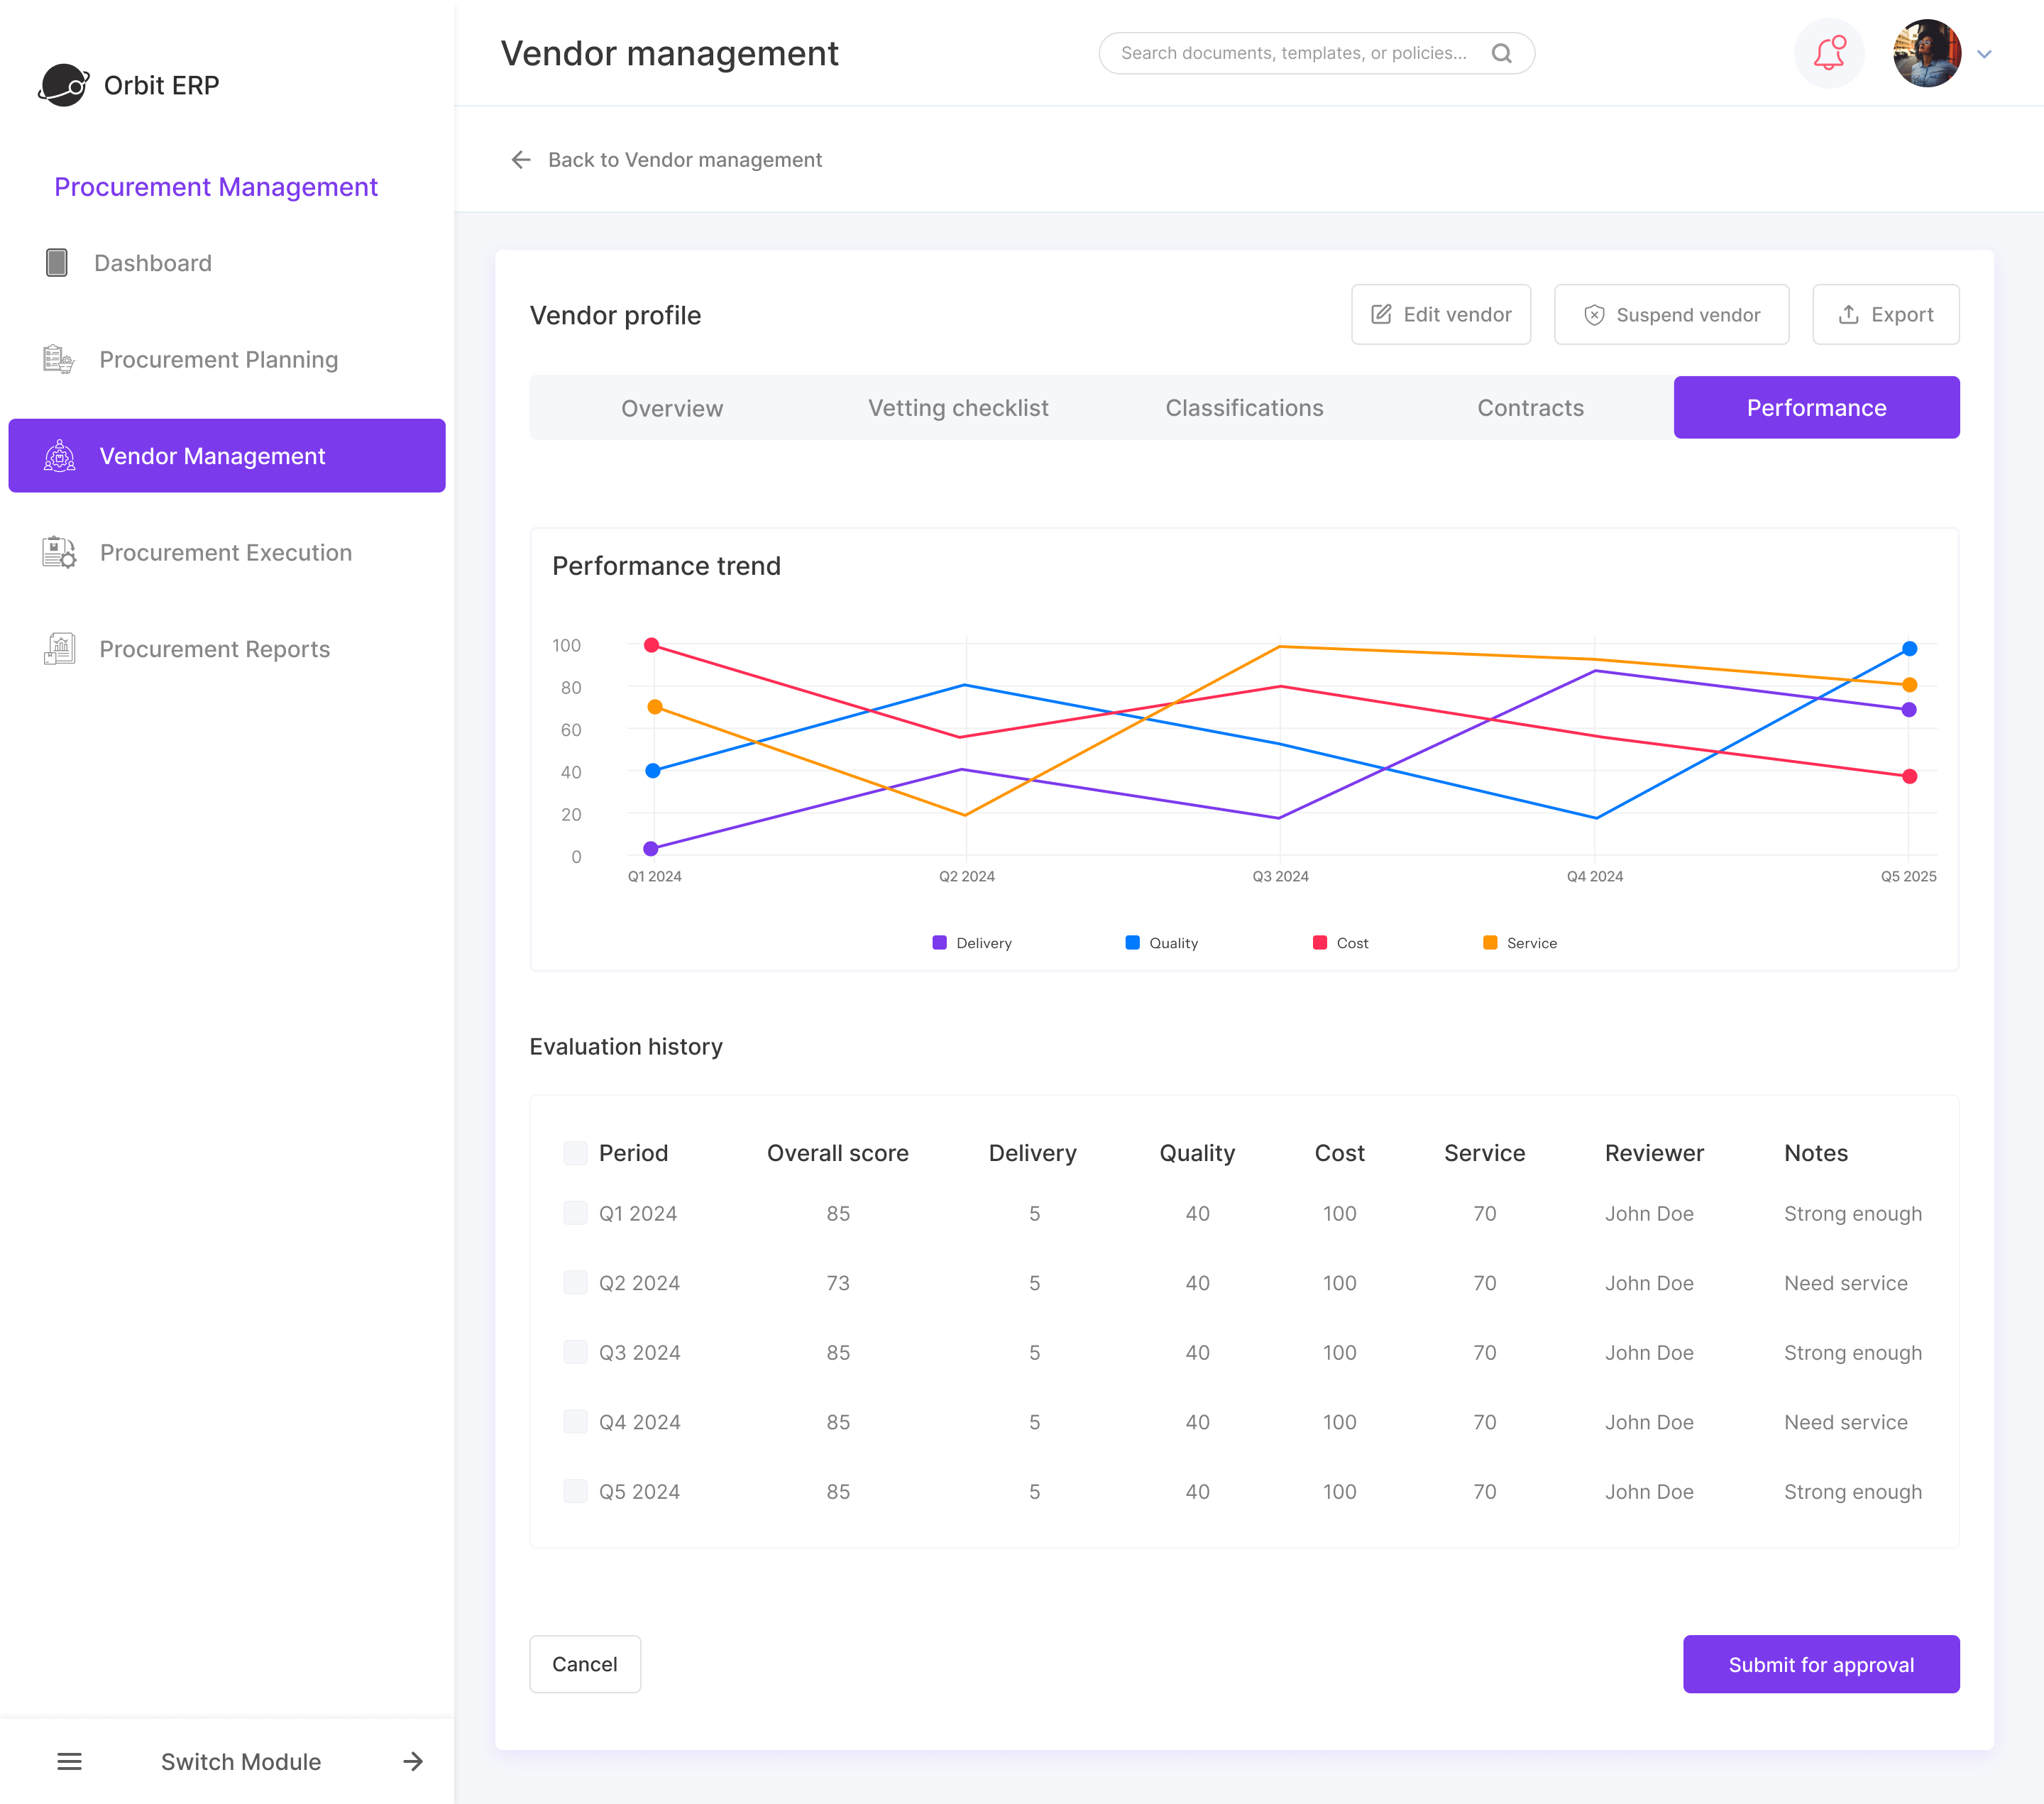 Orbit ERP
Vendor management
Search documents, templates, or policies...
Back to Vendor management
Procurement Management
Dashboard
Procurement Planning
Vendor Management
Procurement Execution
Procurement Reports
Switch Module
Vendor profile
Edit vendor
Suspend vendor
Export
Overview
Vetting checklist
Classifications
Contracts
Performance
Performance trend
100
80
60
40
20
0
Q1 2024 Q2 2024 Q3 2024 Q4 2024 Q5 2025
Delivery Quality Cost Service
Evaluation history
Period Overall score Delivery Quality Cost Service Reviewer Notes
Q1 2024 85 5 40 100 70 John Doe Strong enough
Q2 2024 73 5 40 100 70 John Doe Need service
Q3 2024 85 5 40 100 70 John Doe Strong enough
Q4 2024 85 5 40 100 70 John Doe Need service
Q5 2024 85 5 40 100 70 John Doe Strong enough
Cancel
Submit for approval